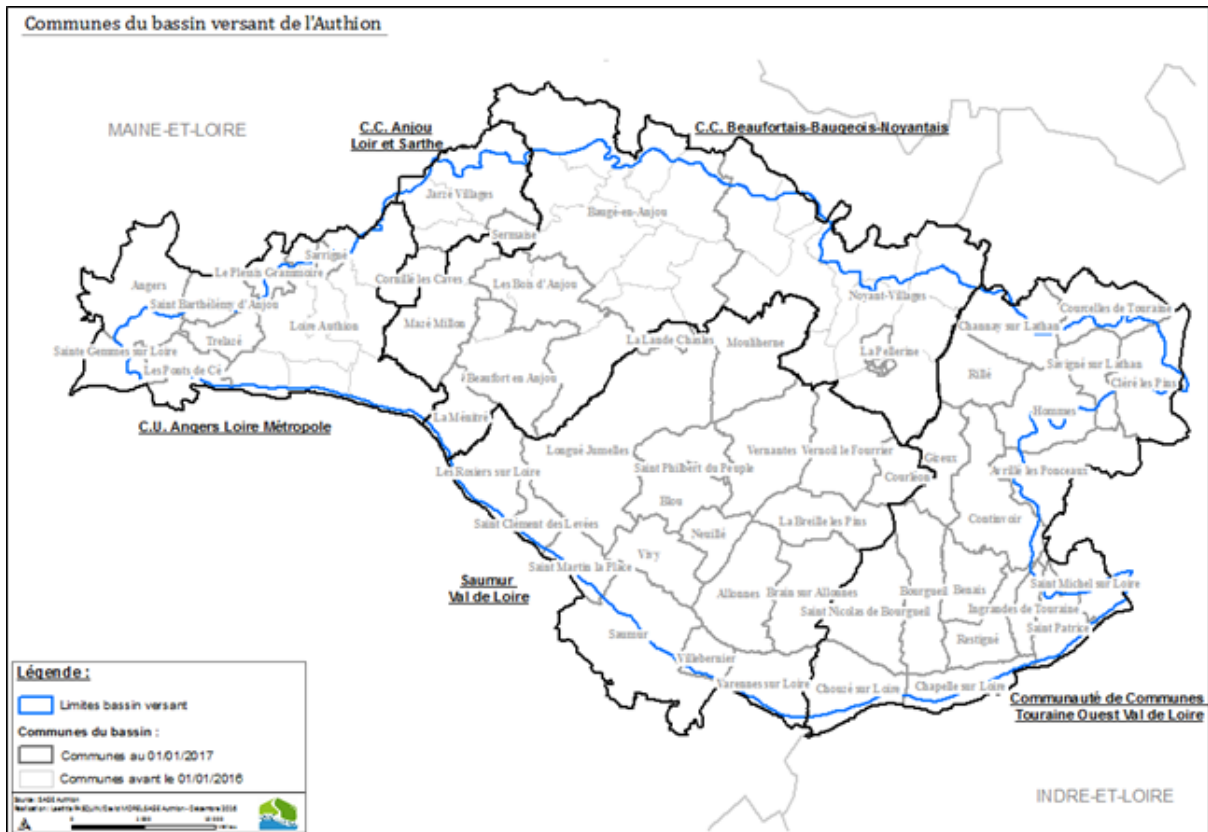 Communes du bassin versant de l'Authion
MAINE-ET-LOIRE
C.C. Anjou
Loir et Sarthe
C.C. Beaufortais-Baugeois-Noyantais
Jarzé Villages
Baugé-en-Anjou
Sermaise
Sarrigné
Le Plessis Grammoire
Cornillé les Caves
Les Bois d'Anjou
Angers
Saint Barthélémy d'Anjou
Loire Authion
Mazé Milon
Noyant-Villages
Courcelles de Touraine
Channay sur Lathan
Trelazé
La Lande Chasles
Mouliherne
La Pellerine
Sainte Gemmes sur Loire
Les Ponts de Cé
Beaufort en Anjou
Rillé
Savigné sur Lathan
Cléré les Pins
Hommes
La Ménitré
C.U. Angers Loire Métropole
Longué Jumelles
Vernantes
Vernoil le Fourrier
Gizeux
Les Rosiers sur Loire
Saint Philbert du Peuple
Courléon
Avrillé les Ponceaux
Blou
Saint Clément des Levées
Neuillé
La Breille les Pins
Continvoir
Vivy
Saint Martin la Place
Saumur
Val de Loire
Allonnes
Brain sur Allonnes
Bourgueil
Benais
Saint Michel sur Loire
Saint Nicolas de Bourgueil
Ingrandes de Touraine
Saumur
Restigné
Saint Patrice
Villebernier
Varennes sur Loire
Chouzé sur Loire
Chapelle sur Loire
Communauté de Communes
Touraine Ouest Val de Loire
INDRE-ET-LOIRE
Légende :
Limites bassin versant
Communes du bassin :
Communes au 01/01/2017
Communes avant le 01/01/2016
Source : SAGE Authion